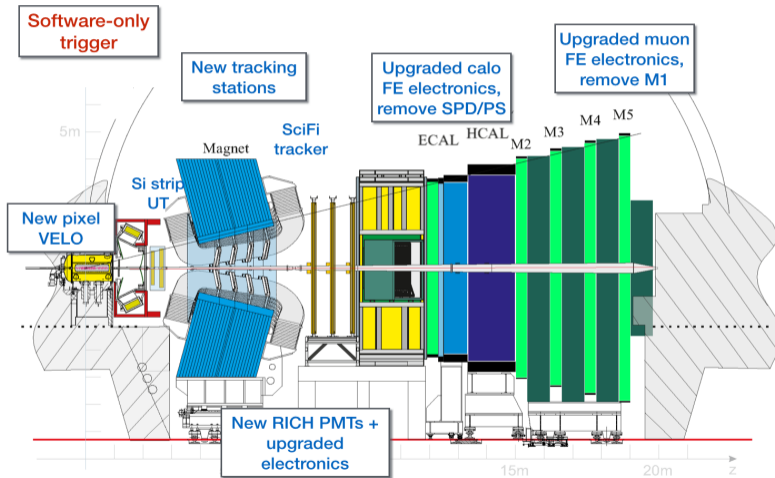 Software-only
trigger
New tracking
stations
Upgraded calo
FE electronics,
remove SPD/PS
Upgraded muon
FE electronics,
remove M1
5m
Magnet
SciFi
tracker
ECAL
HCAL
M2
M3
M4
M5
Si strip
UT
New pixel
VELO
New RICH PMTs +
upgraded
electronics
15m
20m
z